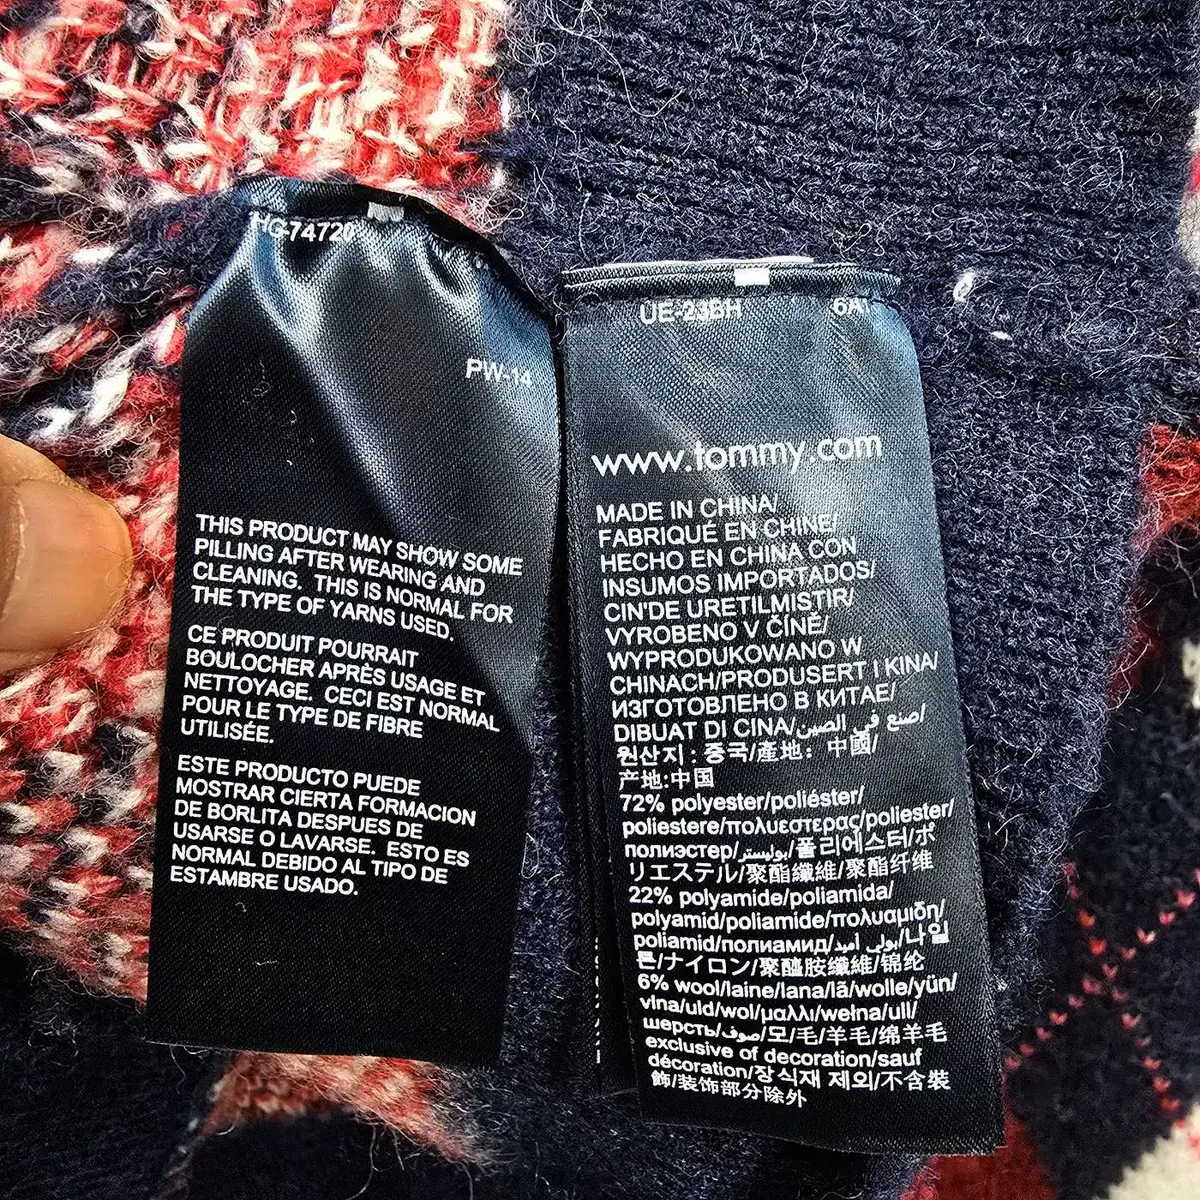 HG-74720
PW-14
THIS PRODUCT MAY SHOW SOME
PILLING AFTER WEARING AND
CLEANING. THIS IS NORMAL FOR
THE TYPE OF YARNS USED.
CE PRODUIT POURRAIT
BOULOCHER APRÈS USAGE ET
NETTOYAGE. CECI EST NORMAL
POUR LE TYPE DE FIBRE
UTILISÉE.
ESTE PRODUCTO PUEDE
MOSTRAR CIERTA FORMACION
DE BORLITA DESPUES DE
USARSE O LAVARSE. ESTO ES
NORMAL DEBIDO AL TIPO DE
ESTAMBRE USADO.
UE-23BH
www.tommy.com
MADE IN CHINA/
FABRIQUÉ EN CHINE/
HECHO EN CHINA CON
INSUMOS IMPORTADOS/
CIN'DE URETILMISTIR/
VYROBENO V ČÍNĚ/
WYPRODUKOWANO W
CHINACH/PRODUSERT I KINA/
ИЗГОТОВЛЕНО В КИТАЕ/
DIBUAT DI CINA/صنع في الصين/
원산지 : 중국/產地: 中國/
产地:中国
72% polyester/poliéster/
poliestere/πολυεστερας/poliester/
полиэстер/بوليستر/폴리에스터/ポ
リエステル/聚酯纖維/聚酯纤维
22% polyamide/poliamida/
polyamid/poliamide/πολυαμιδη/
poliamid/полиамид/بولي اميد/나일
론/ナイロン/聚醯胺纖維/锦纶
6% wool/laine/lana/lã/wolle/yün/
vlna/uld/wol/μαλλι/wełna/ull/
шерсть/صوف/모/毛/羊毛/绵羊毛
exclusive of decoration/sauf
décoration/장식재 제외/不含裝
飾/装饰部分除外